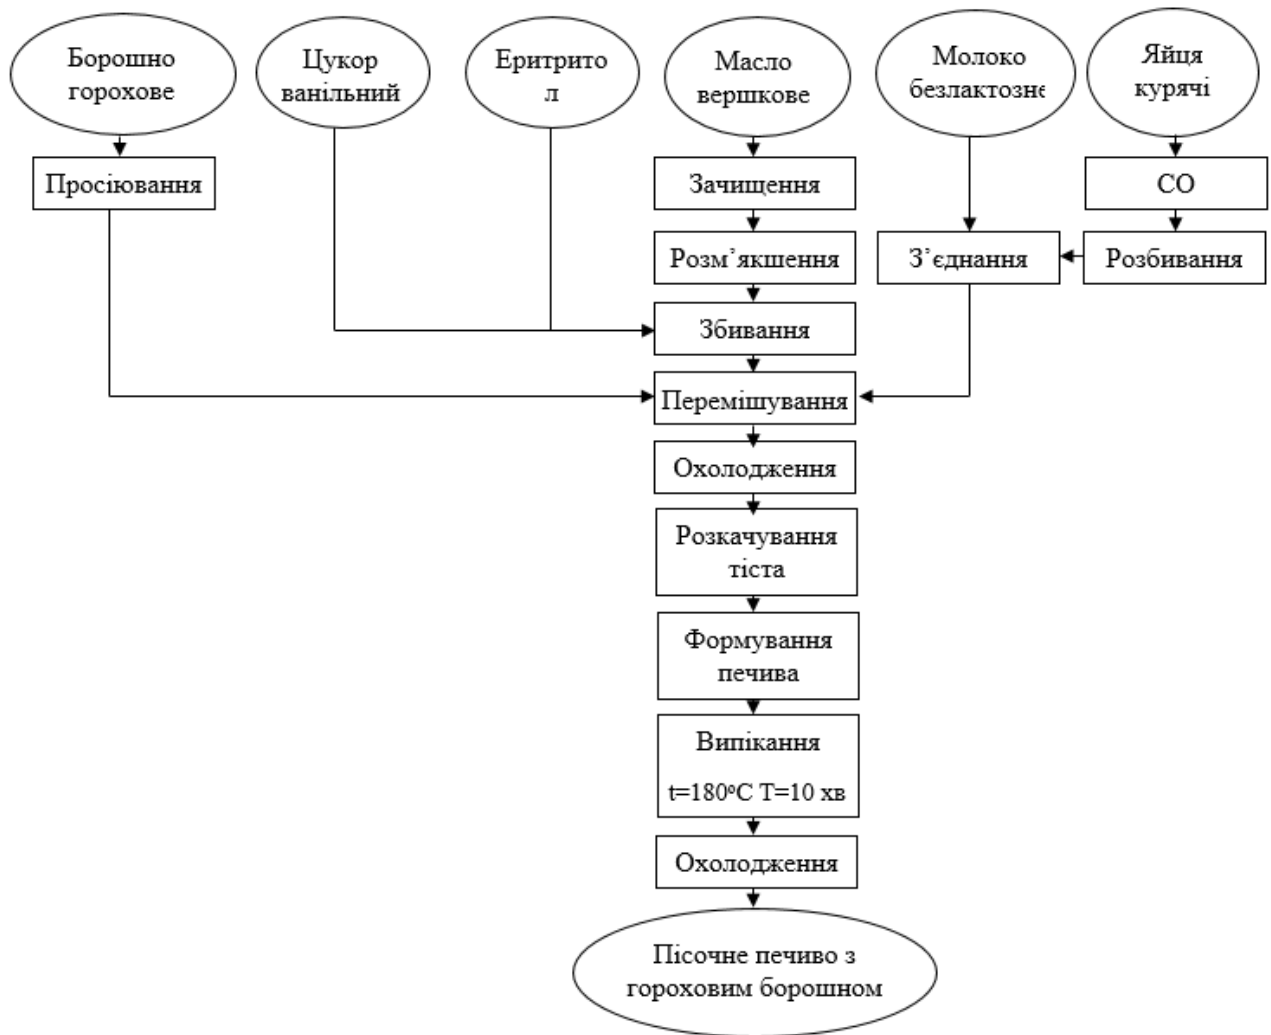 Борошно
горохове
Цукор
ванільний
Еритрито
л
Масло
вершкове
Молоко
безлактозне
Яйця
курячі
Просіювання
Зачищення
СО
Розм’якшення
З’єднання
Розбивання
Збивання
Перемішування
Охолодження
Розкачування
тіста
Формування
печива
Випікання
t=180°С Т=10 хв
Охолодження
Пісочне печиво з
гороховим борошном